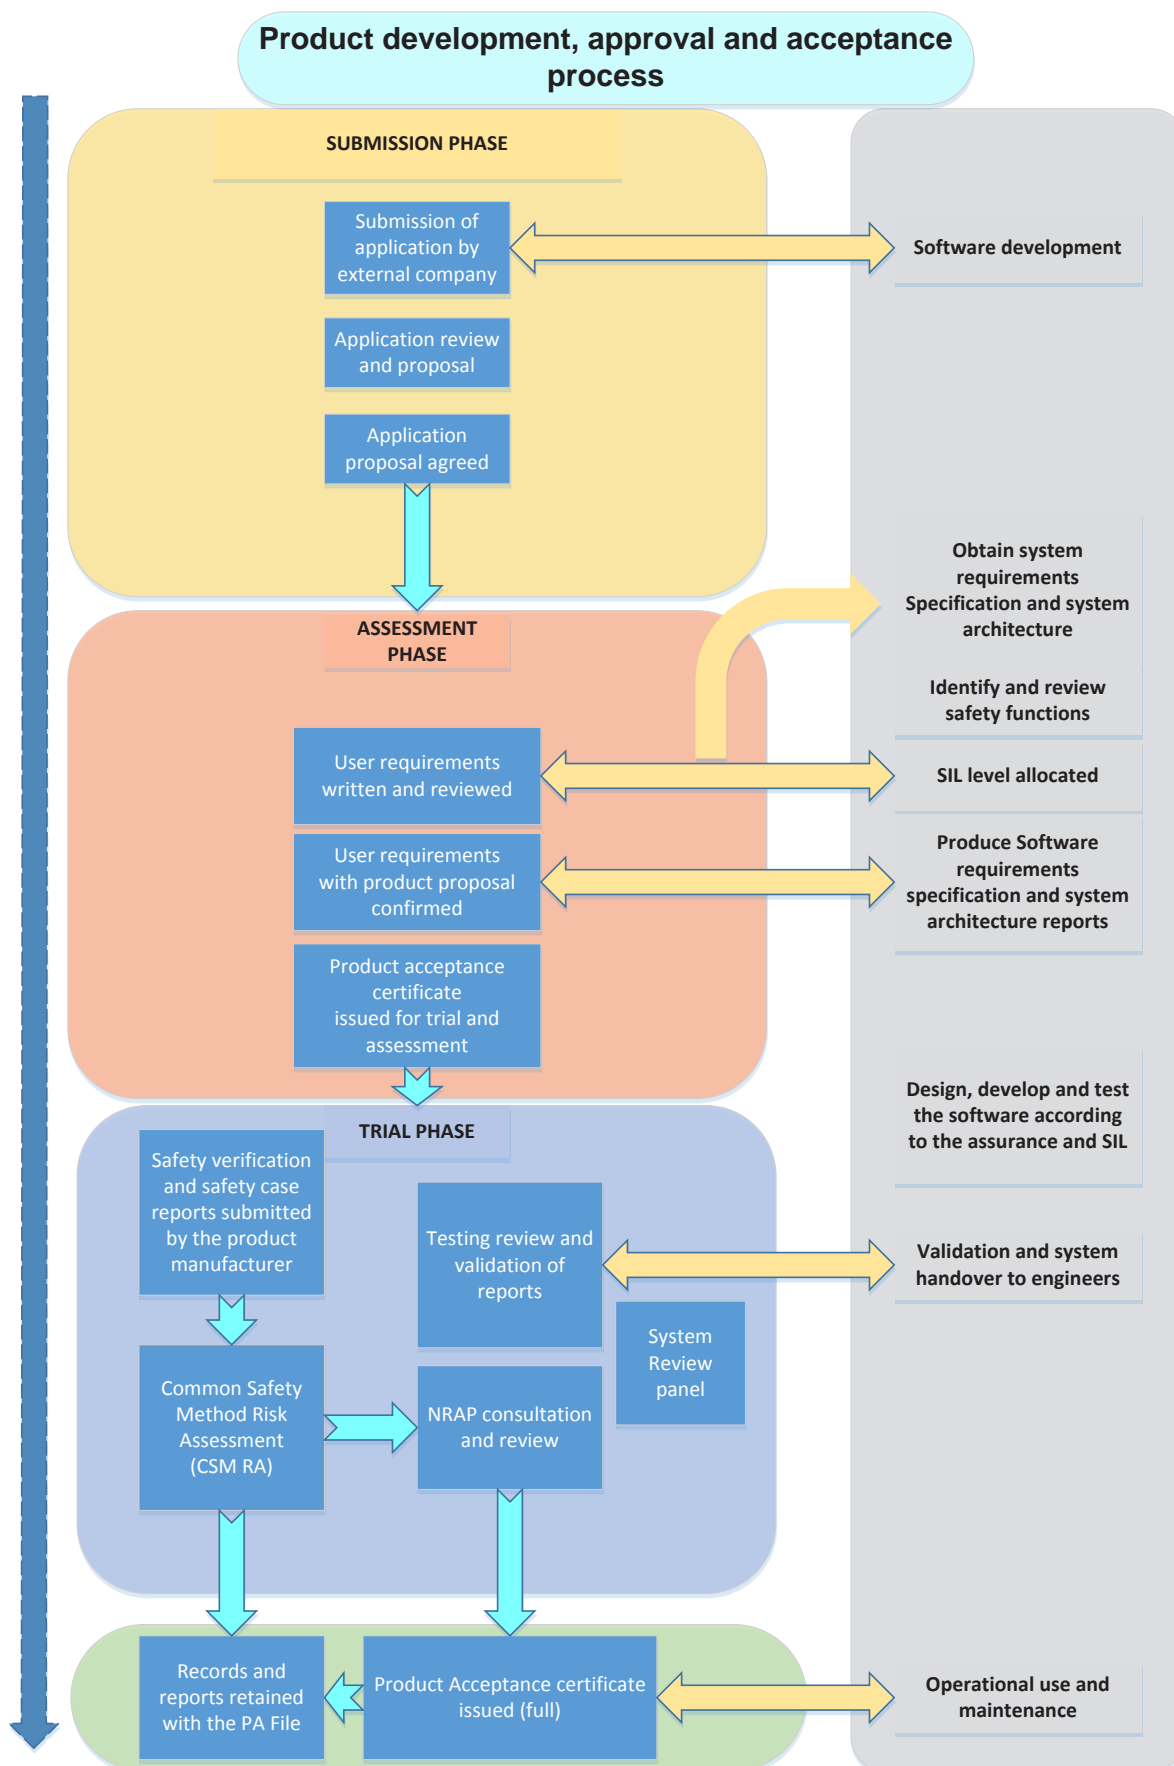 Product development, approval and acceptance
process
SUBMISSION PHASE
Submission of
application by
external company
Software development
Application review
and proposal
Application
proposal agreed
Obtain system
requirements
Specification and system
architecture
ASSESSMENT
PHASE
Identify and review
safety functions
User requirements
written and reviewed
SIL level allocated
User requirements
with product proposal
confirmed
Produce Software
requirements
specification and system
architecture reports
Product acceptance
certificate
issued for trial and
assessment
Design, develop and test
the software according
to the assurance and SIL
TRIAL PHASE
Safety verification
and safety case
reports submitted
by the product
manufacturer
Testing review and
validation of
reports
Validation and system
handover to engineers
System
Review
panel
Common Safety
Method Risk
Assessment
(CSM RA)
NRAP consultation
and review
Records and
reports retained
with the PA File
Product Acceptance certificate
issued (full)
Operational use and
maintenance